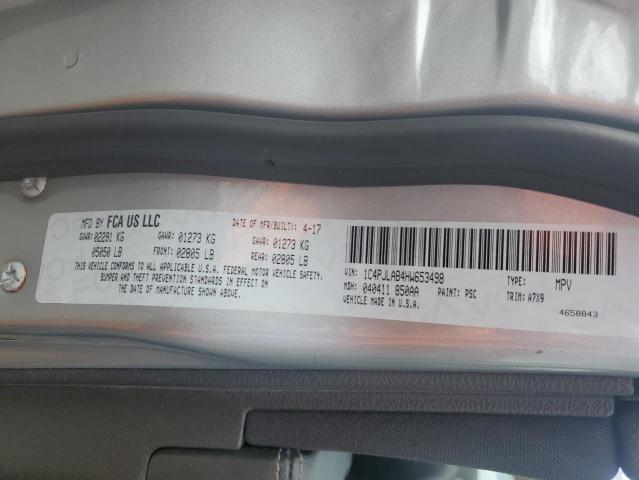 MFD BY FCA US LLC DATE OF MFR(BUILT): 4-17
GVWR: 02291 KG GAWR: 01273 KG GAWR: 01273 KG
05050 LB FRONT: 02805 LB REAR: 02805 LB
THIS VEHICLE CONFORMS TO ALL APPLICABLE U.S.A. FEDERAL MOTOR VEHICLE SAFETY,
BUMPER AND THEFT PREVENTION STANDARDS IN EFFECT ON
THE DATE OF MANUFACTURE SHOWN ABOVE.
VIN: 1C4PJLAB4HW653498 TYPE: MPV
MDH: 040411 850AA PAINT: PSC TRIM: A7X9
VEHICLE MADE IN U.S.A. 4658843